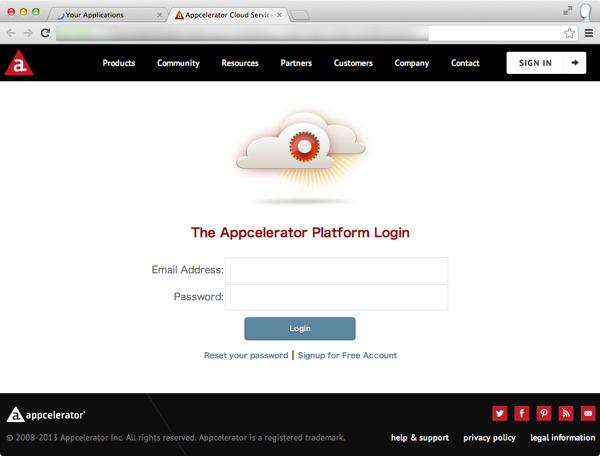 Your Applications
Appcelerator Cloud Service
Products Community Resources Partners Customers Company Contact SIGN IN
The Appcelerator Platform Login
Email Address:
Password:
Login
Reset your password | Signup for Free Account
appcelerator®
© 2008-2013 Appcelerator Inc. All rights reserved. Appcelerator is a registered trademark.
help & support privacy policy legal information